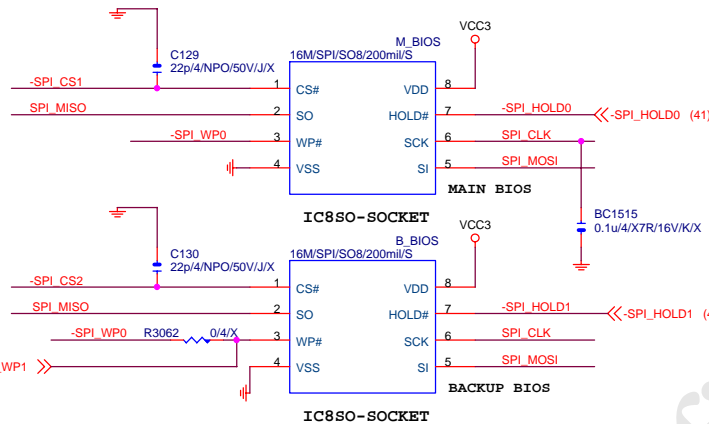 M_BIOS
VCC3
C129
22p/4/NPO/50V/J/X
16M/SPI/SO8/200mil/S
-SPI_CS1
1
CS#
VDD
8
SPI_MISO
2
SO
HOLD#
7
-SPI_HOLD0
-SPI_HOLD0 (41)
-SPI_WP0
3
WP#
SCK
6
SPI_CLK
4
VSS
SI
5
SPI_MOSI
MAIN BIOS
IC8SO-SOCKET
BC1515
0.1u/4/X7R/16V/K/X
B_BIOS
VCC3
C130
22p/4/NPO/50V/J/X
16M/SPI/SO8/200mil/S
-SPI_CS2
1
CS#
VDD
8
SPI_MISO
2
SO
HOLD#
7
-SPI_HOLD1
-SPI_HOLD1 (4
-SPI_WP0
R3062
0/4/X
3
WP#
SCK
6
SPI_CLK
_WP1
4
VSS
SI
5
SPI_MOSI
BACKUP BIOS
IC8SO-SOCKET